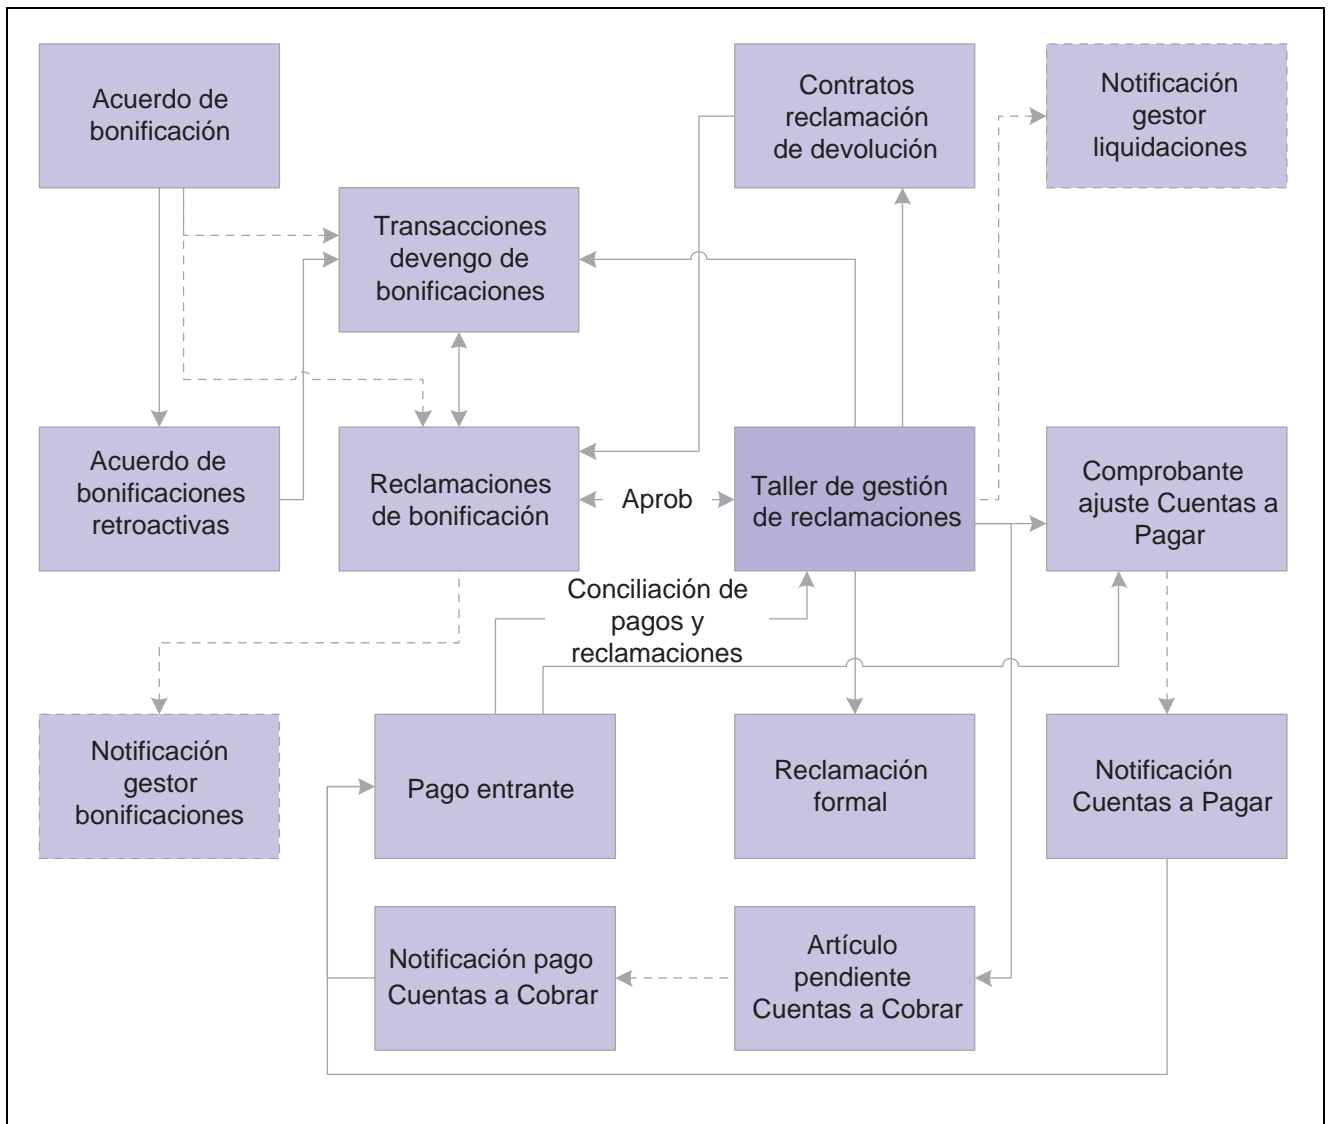 Acuerdo de
bonificación
Contratos
reclamación
de devolución
Notificación
gestor
liquidaciones
Transacciones
devengo de
bonificaciones
Acuerdo de
bonificaciones
retroactivas
Reclamaciones
de bonificación
Aprob
Taller de gestión
de reclamaciones
Comprobante
ajuste Cuentas a
Pagar
Conciliación de
pagos y
reclamaciones
Notificación
gestor
bonificaciones
Pago entrante
Reclamación
formal
Notificación
Cuentas a Pagar
Notificación pago
Cuentas a Cobrar
Artículo
pendiente
Cuentas a Cobrar